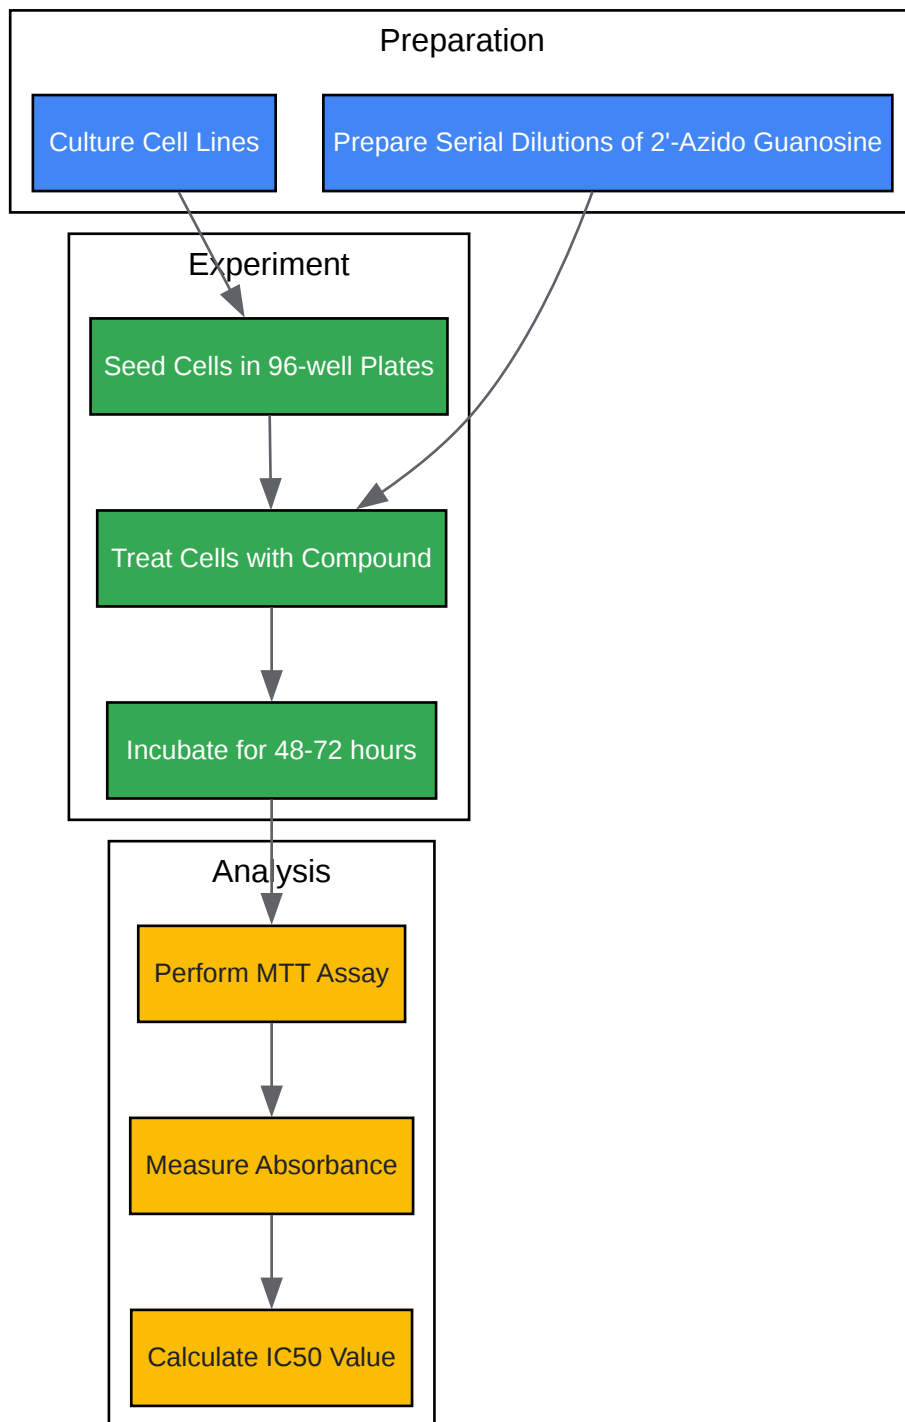 Preparation
Culture Cell Lines
Prepare Serial Dilutions of 2'-Azido Guanosine
Experiment
Seed Cells in 96-well Plates
Treat Cells with Compound
Incubate for 48-72 hours
Analysis
Perform MTT Assay
Measure Absorbance
Calculate IC50 Value